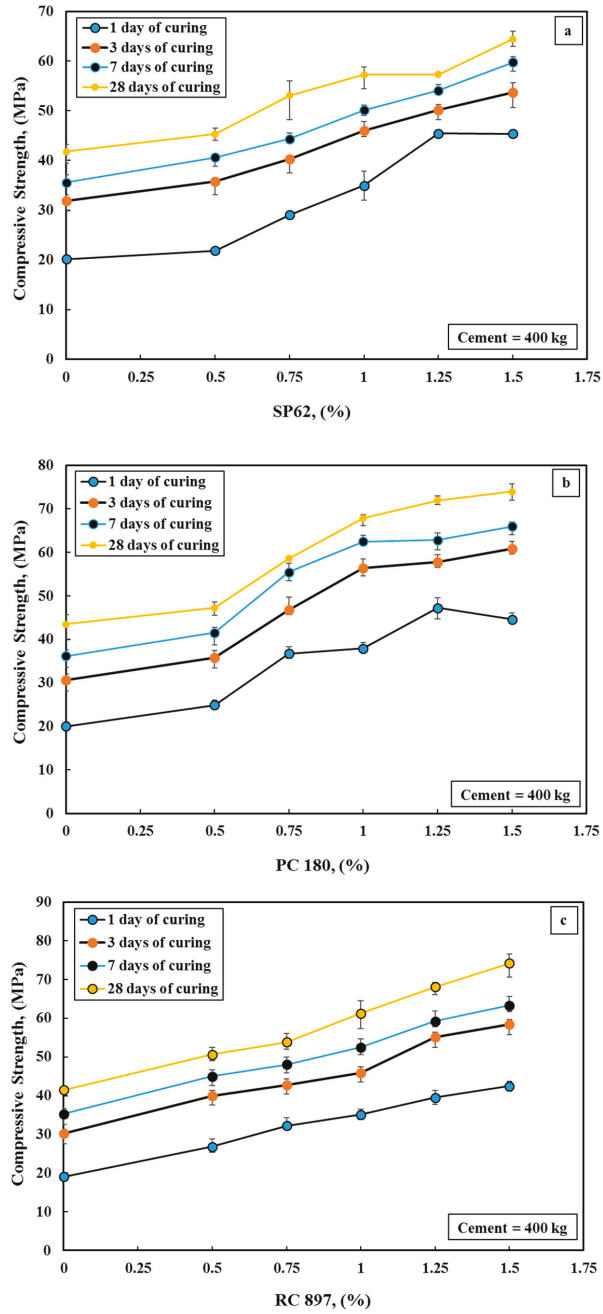 70
60
50
40
30
20
10
0
Compressive Strength, (MPa)
1 day of curing
3 days of curing
7 days of curing
28 days of curing
a
Cement = 400 kg
0 0.25 0.5 0.75 1 1.25 1.5 1.75
SP62, (%)
80
70
60
50
40
30
20
10
0
Compressive Strength, (MPa)
1 day of curing
3 days of curing
7 days of curing
28 days of curing
b
Cement = 400 kg
0 0.25 0.5 0.75 1 1.25 1.5 1.75
PC 180, (%)
90
80
70
60
50
40
30
20
10
0
Compressive Strength, (MPa)
1 day of curing
3 days of curing
7 days of curing
28 days of curing
c
Cement = 400 kg
0 0.25 0.5 0.75 1 1.25 1.5 1.75
RC 897, (%)